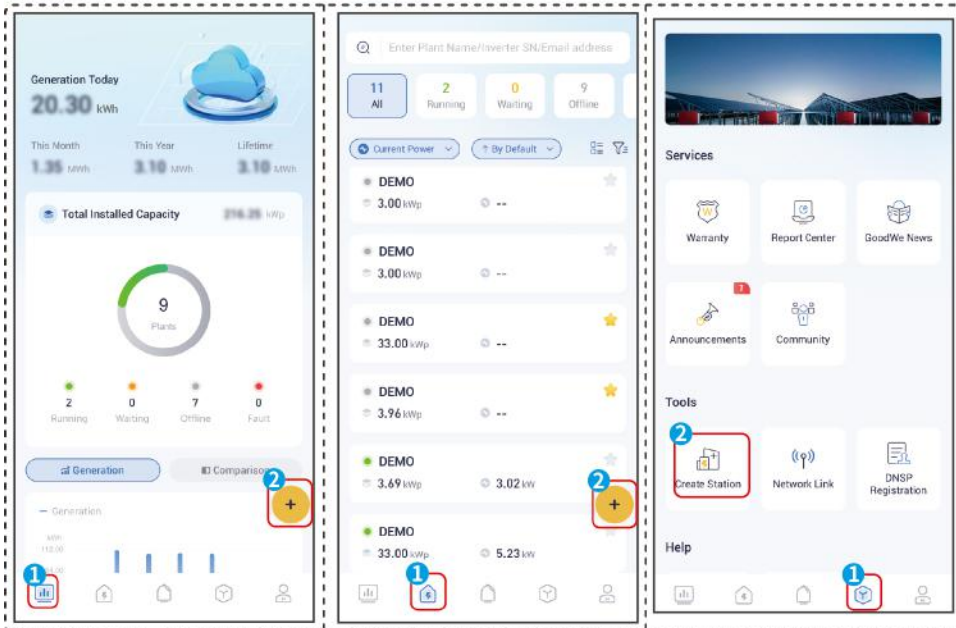 Generation Today
20.30 kWh
This Month This Year Lifetime
1.35 MWh 3.10 MWh 3.10 MWh
Total Installed Capacity 216.25 kWp
9
Plants
2 0 7 0
Running Waiting Offline Fault
Generation Comparison
2
+
Generation
kWh
1
Enter Plant Name/Inverter SN/Email address
11 2 0 9
All Running Waiting Offline
Current Power ↑ By Default
DEMO
3.00 kWp --
DEMO
3.00 kWp --
DEMO
33.00 kWp --
DEMO
3.96 kWp --
DEMO
3.69 kWp 3.02 kW
2
+
DEMO
33.00 kWp 5.23 kW
1
Services
W
Warranty Report Center GoodWe News
Announcements Community
Tools
2
Create Station Network Link DNSP
Registration
Help
1